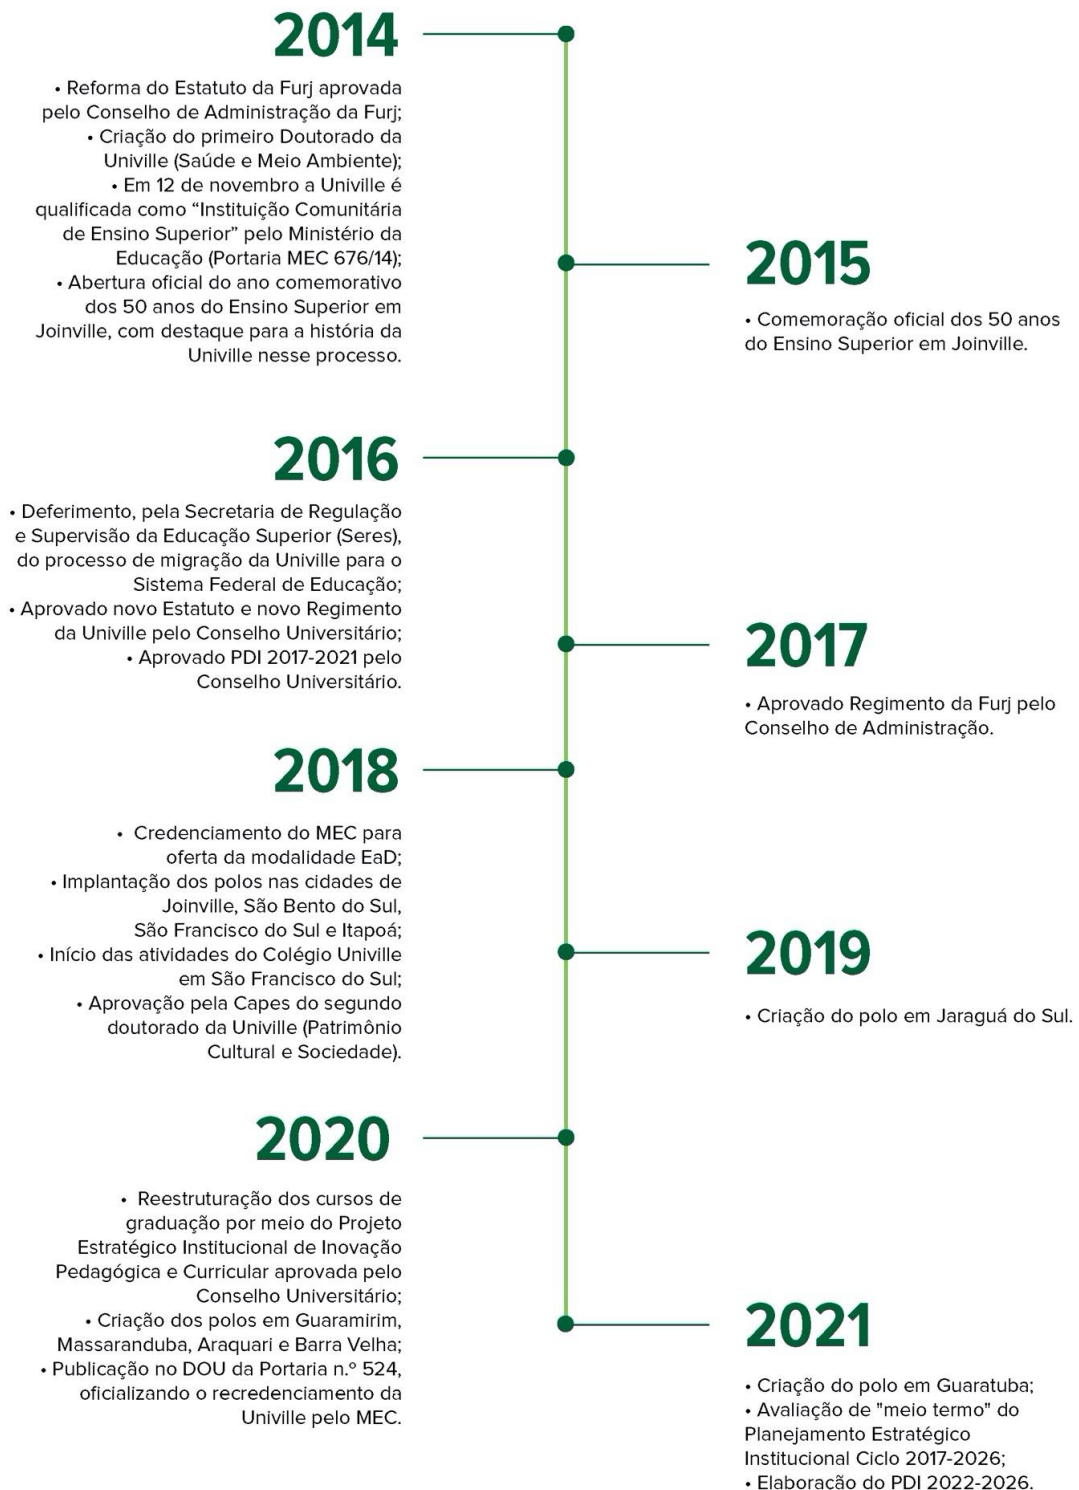 2014
• Reforma do Estatuto da Furj aprovada
pelo Conselho de Administração da Furj;
• Criação do primeiro Doutorado da
Univille (Saúde e Meio Ambiente);
• Em 12 de novembro a Univille é
qualificada como “Instituição Comunitária
de Ensino Superior” pelo Ministério da
Educação (Portaria MEC 676/14);
• Abertura oficial do ano comemorativo
dos 50 anos do Ensino Superior em
Joinville, com destaque para a história da
Univille nesse processo.
2015
• Comemoração oficial dos 50 anos
do Ensino Superior em Joinville.
2016
• Deferimento, pela Secretaria de Regulação
e Supervisão da Educação Superior (Seres),
do processo de migração da Univille para o
Sistema Federal de Educação;
• Aprovado novo Estatuto e novo Regimento
da Univille pelo Conselho Universitário;
• Aprovado PDI 2017-2021 pelo
Conselho Universitário.
2017
• Aprovado Regimento da Furj pelo
Conselho de Administração.
2018
• Credenciamento do MEC para
oferta da modalidade EaD;
• Implantação dos polos nas cidades de
Joinville, São Bento do Sul,
São Francisco do Sul e Itapoá;
• Início das atividades do Colégio Univille
em São Francisco do Sul;
• Aprovação pela Capes do segundo
doutorado da Univille (Patrimônio
Cultural e Sociedade).
2019
• Criação do polo em Jaraguá do Sul.
2020
• Reestruturação dos cursos de
graduação por meio do Projeto
Estratégico Institucional de Inovação
Pedagógica e Curricular aprovada pelo
Conselho Universitário;
• Criação dos polos em Guaramirim,
Massaranduba, Araquari e Barra Velha;
• Publicação no DOU da Portaria n.º 524,
oficializando o recredenciamento da
Univille pelo MEC.
2021
• Criação do polo em Guaratuba;
• Avaliação de "meio termo" do
Planejamento Estratégico
Institucional Ciclo 2017-2026;
• Elaboração do PDI 2022-2026.